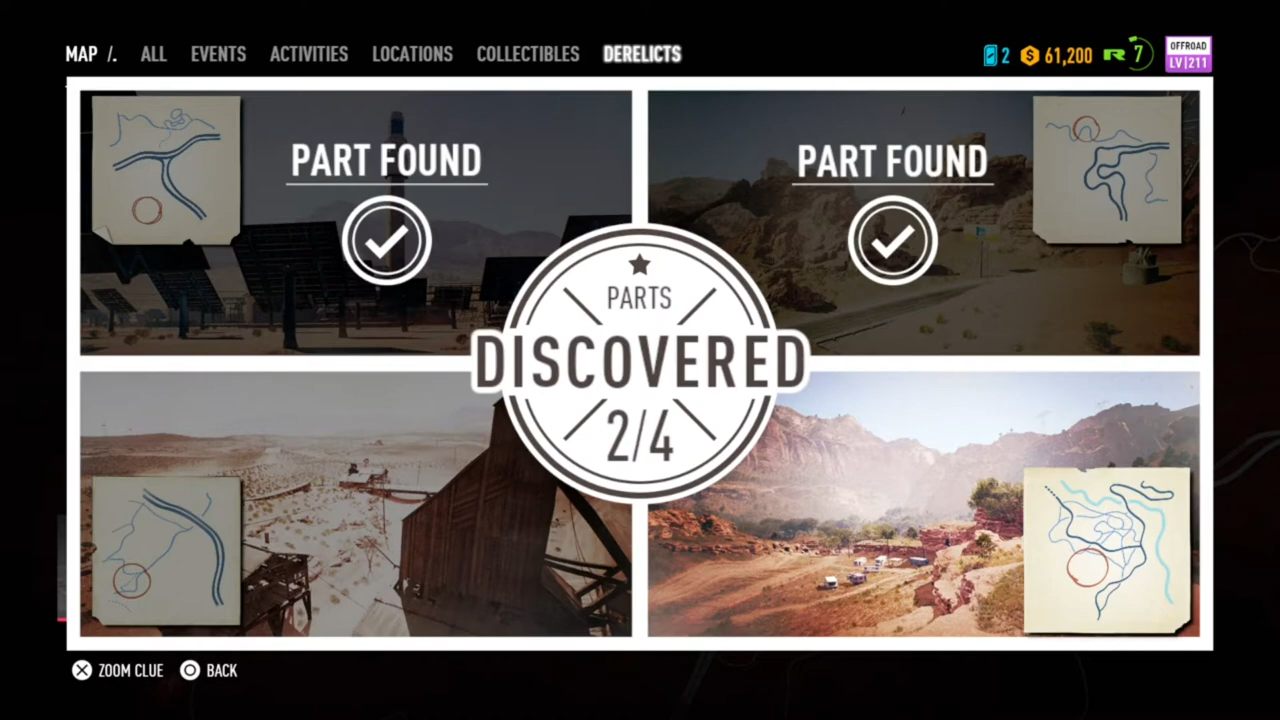 MAP /. ALL EVENTS ACTIVITIES LOCATIONS COLLECTIBLES DERELICTS 2 61,200 R 7 OFFROAD
LV|211
PART FOUND
PART FOUND
PARTS
DISCOVERED
2/4
ZOOM CLUE BACK